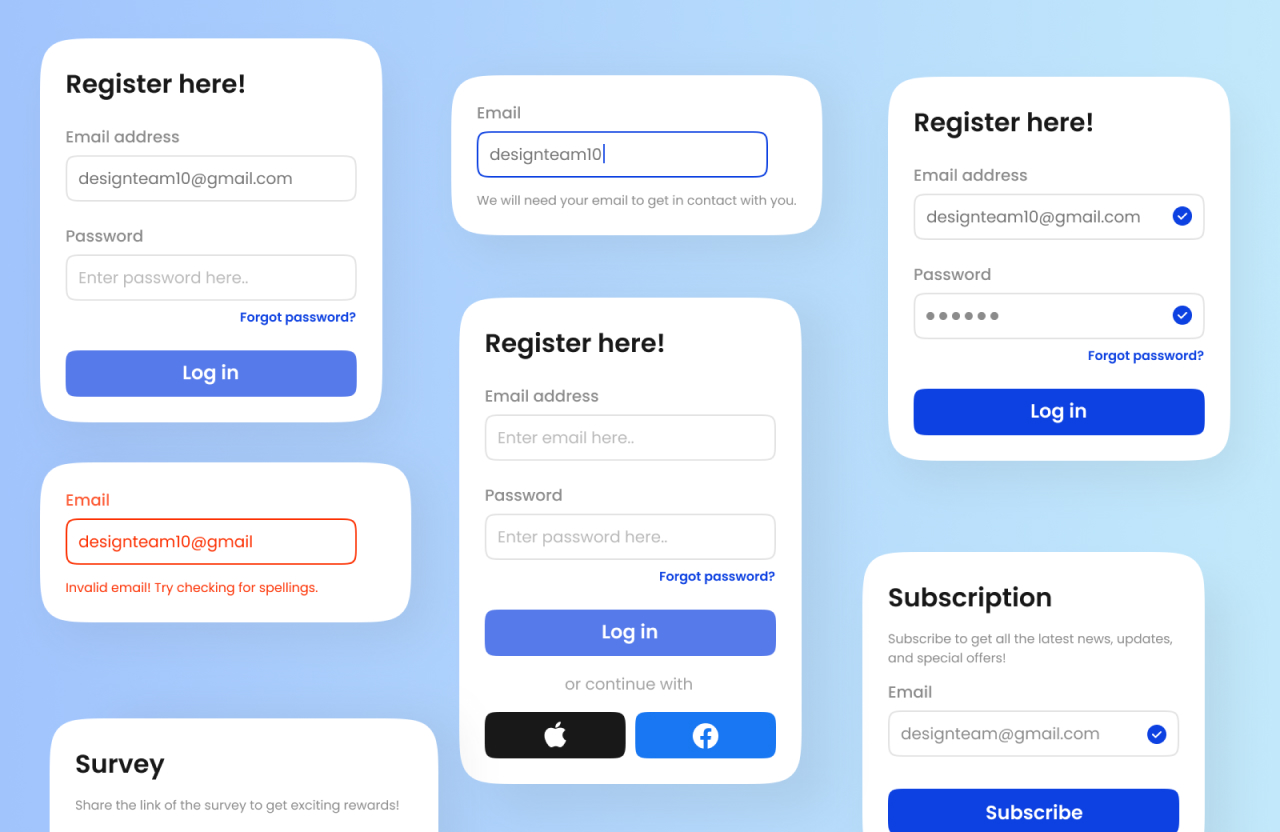 Register here!
Email address
designteam10@gmail.com
Password
Enter password here..
Forgot password?
Log in
Email
designteam10
We will need your email to get in contact with you.
Register here!
Email address
designteam10@gmail.com
Password
Forgot password?
Log in
Email
designteam10@gmail
Invalid email! Try checking for spellings.
Register here!
Email address
Enter email here..
Password
Enter password here..
Forgot password?
Log in
or continue with
Subscription
Subscribe to get all the latest news, updates,
and special offers!
Email
designteam@gmail.com
Subscribe
Survey
Share the link of the survey to get exciting rewards!